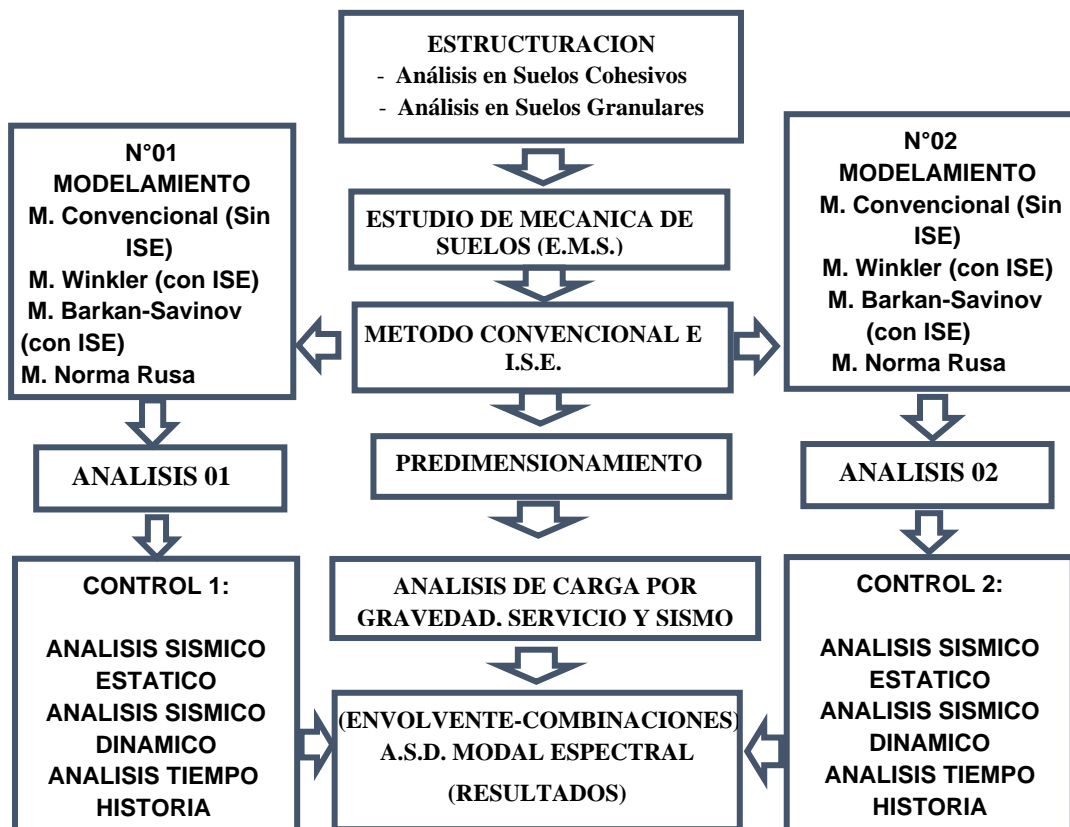 ESTRUCTURACION
- Análisis en Suelos Cohesivos
- Análisis en Suelos Granulares
N°01
MODELAMIENTO
M. Convencional (Sin
ISE)
M. Winkler (con ISE)
M. Barkan-Savinov
(con ISE)
M. Norma Rusa
N°02
MODELAMIENTO
M. Convencional (Sin
ISE)
M. Winkler (con ISE)
M. Barkan-Savinov
(con ISE)
M. Norma Rusa
ESTUDIO DE MECANICA DE
SUELOS (E.M.S.)
METODO CONVENCIONAL E
I.S.E.
ANALISIS 01
PREDIMENSIONAMIENTO
ANALISIS 02
CONTROL 1:
ANALISIS SISMICO
ESTATICO
ANALISIS SISMICO
DINAMICO
ANALISIS TIEMPO
HISTORIA
ANALISIS DE CARGA POR
GRAVEDAD. SERVICIO Y SISMO
(ENVOLVENTE-COMBINACIONES)
A.S.D. MODAL ESPECTRAL
(RESULTADOS)
CONTROL 2:
ANALISIS SISMICO
ESTATICO
ANALISIS SISMICO
DINAMICO
ANALISIS TIEMPO
HISTORIA